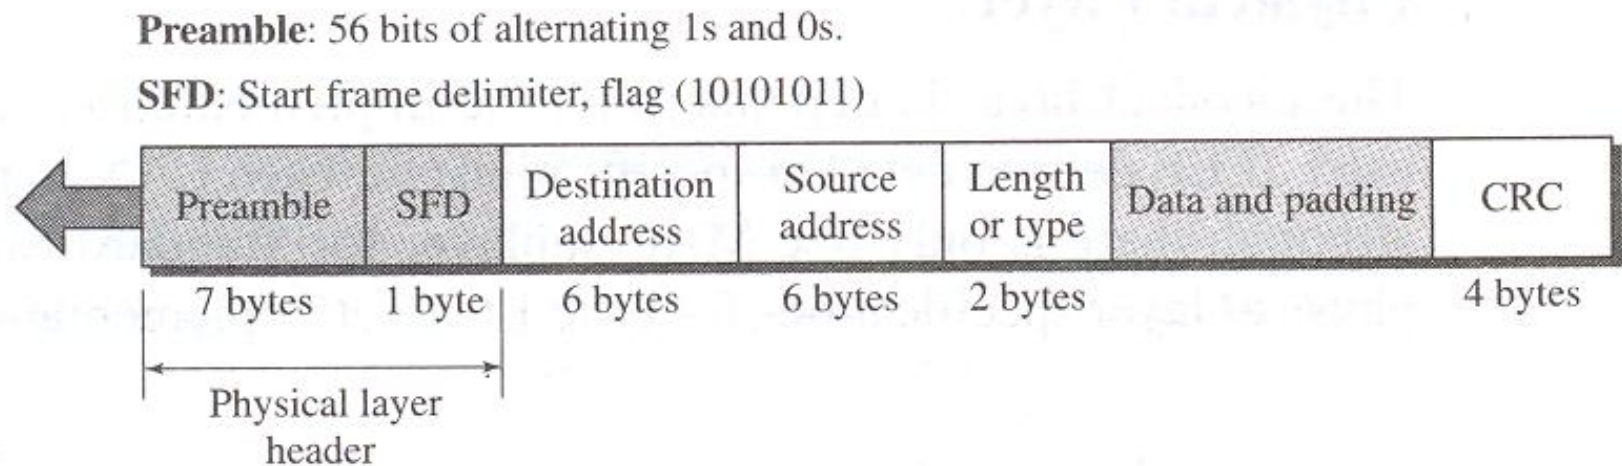 Preamble: 56 bits of alternating 1s and 0s.
SFD: Start frame delimiter, flag (10101011)
Preamble
SFD
Destination
address
Source
address
Length
or type
Data and padding
CRC
7 bytes
1 byte
6 bytes
6 bytes
2 bytes
4 bytes
Physical layer
header